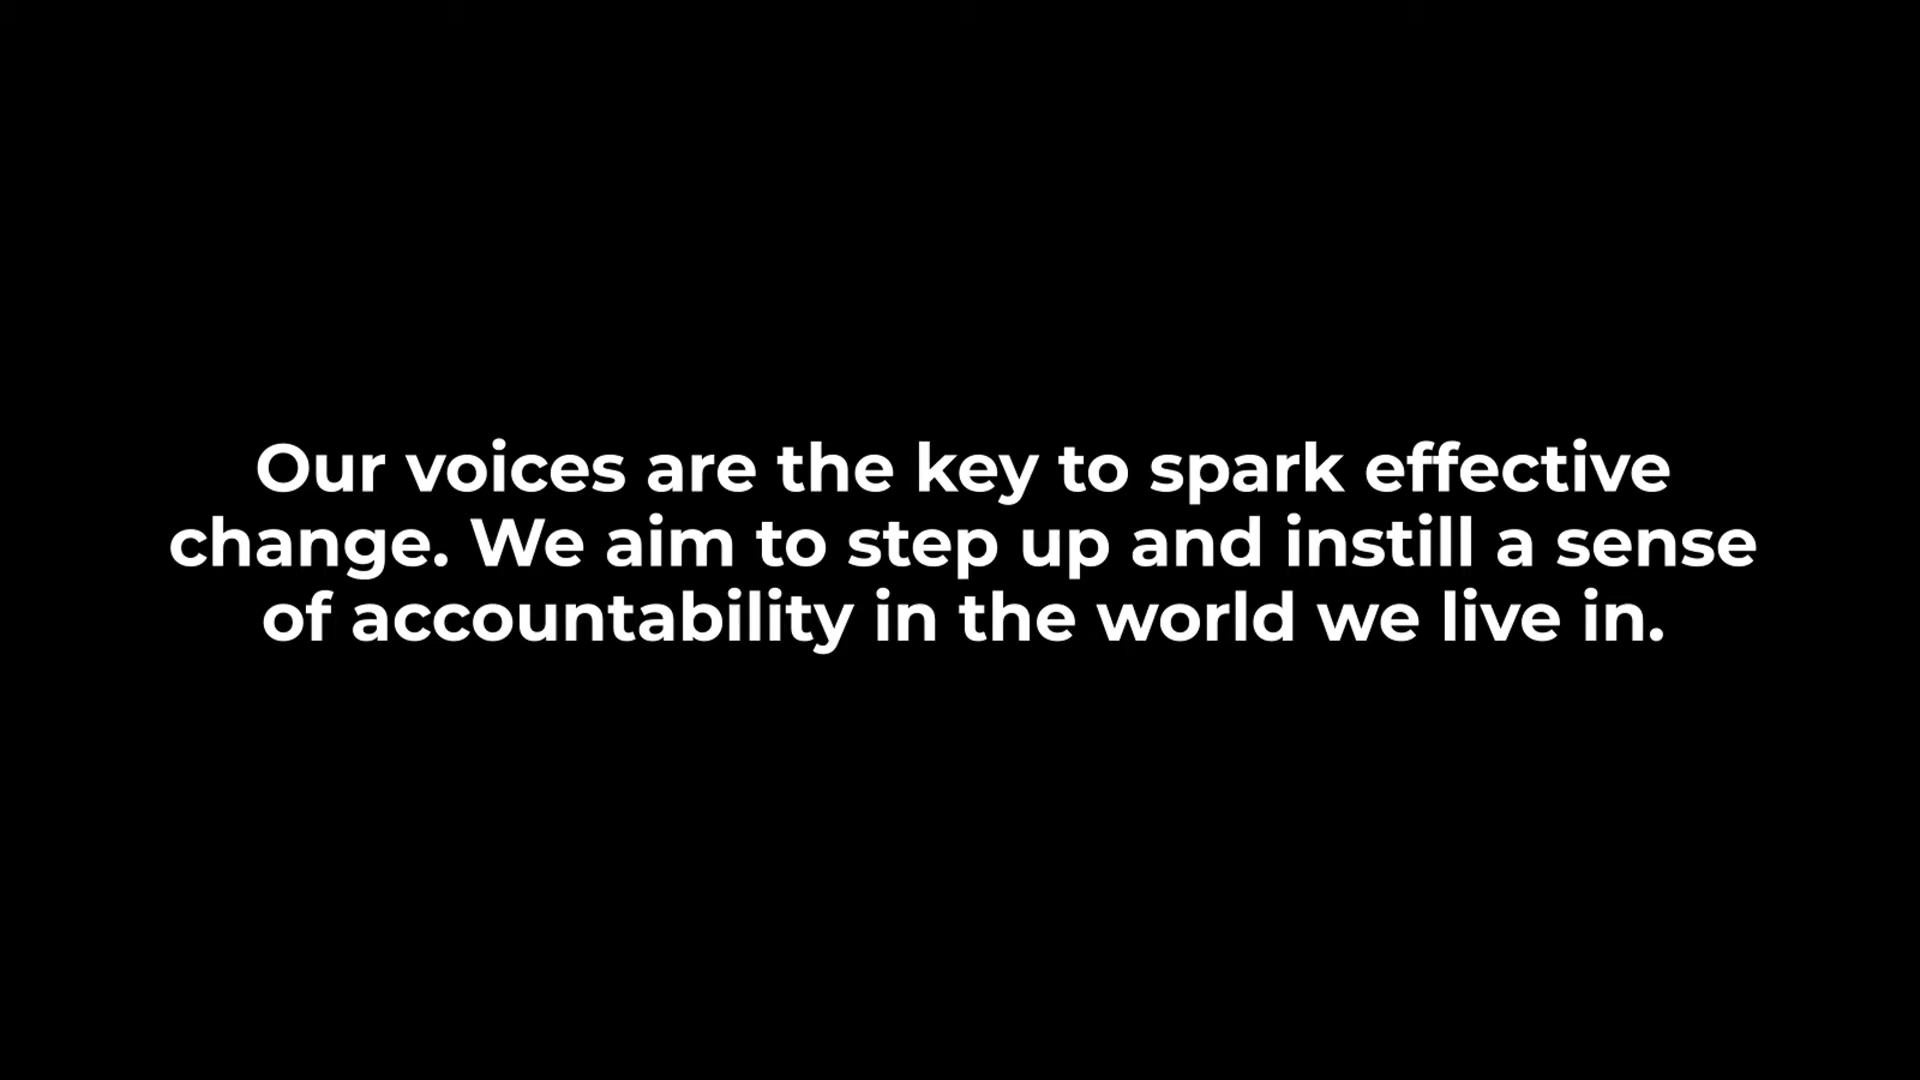 Our voices are the key to spark effective
change. We aim to step up and instill a sense
of accountability in the world we live in.